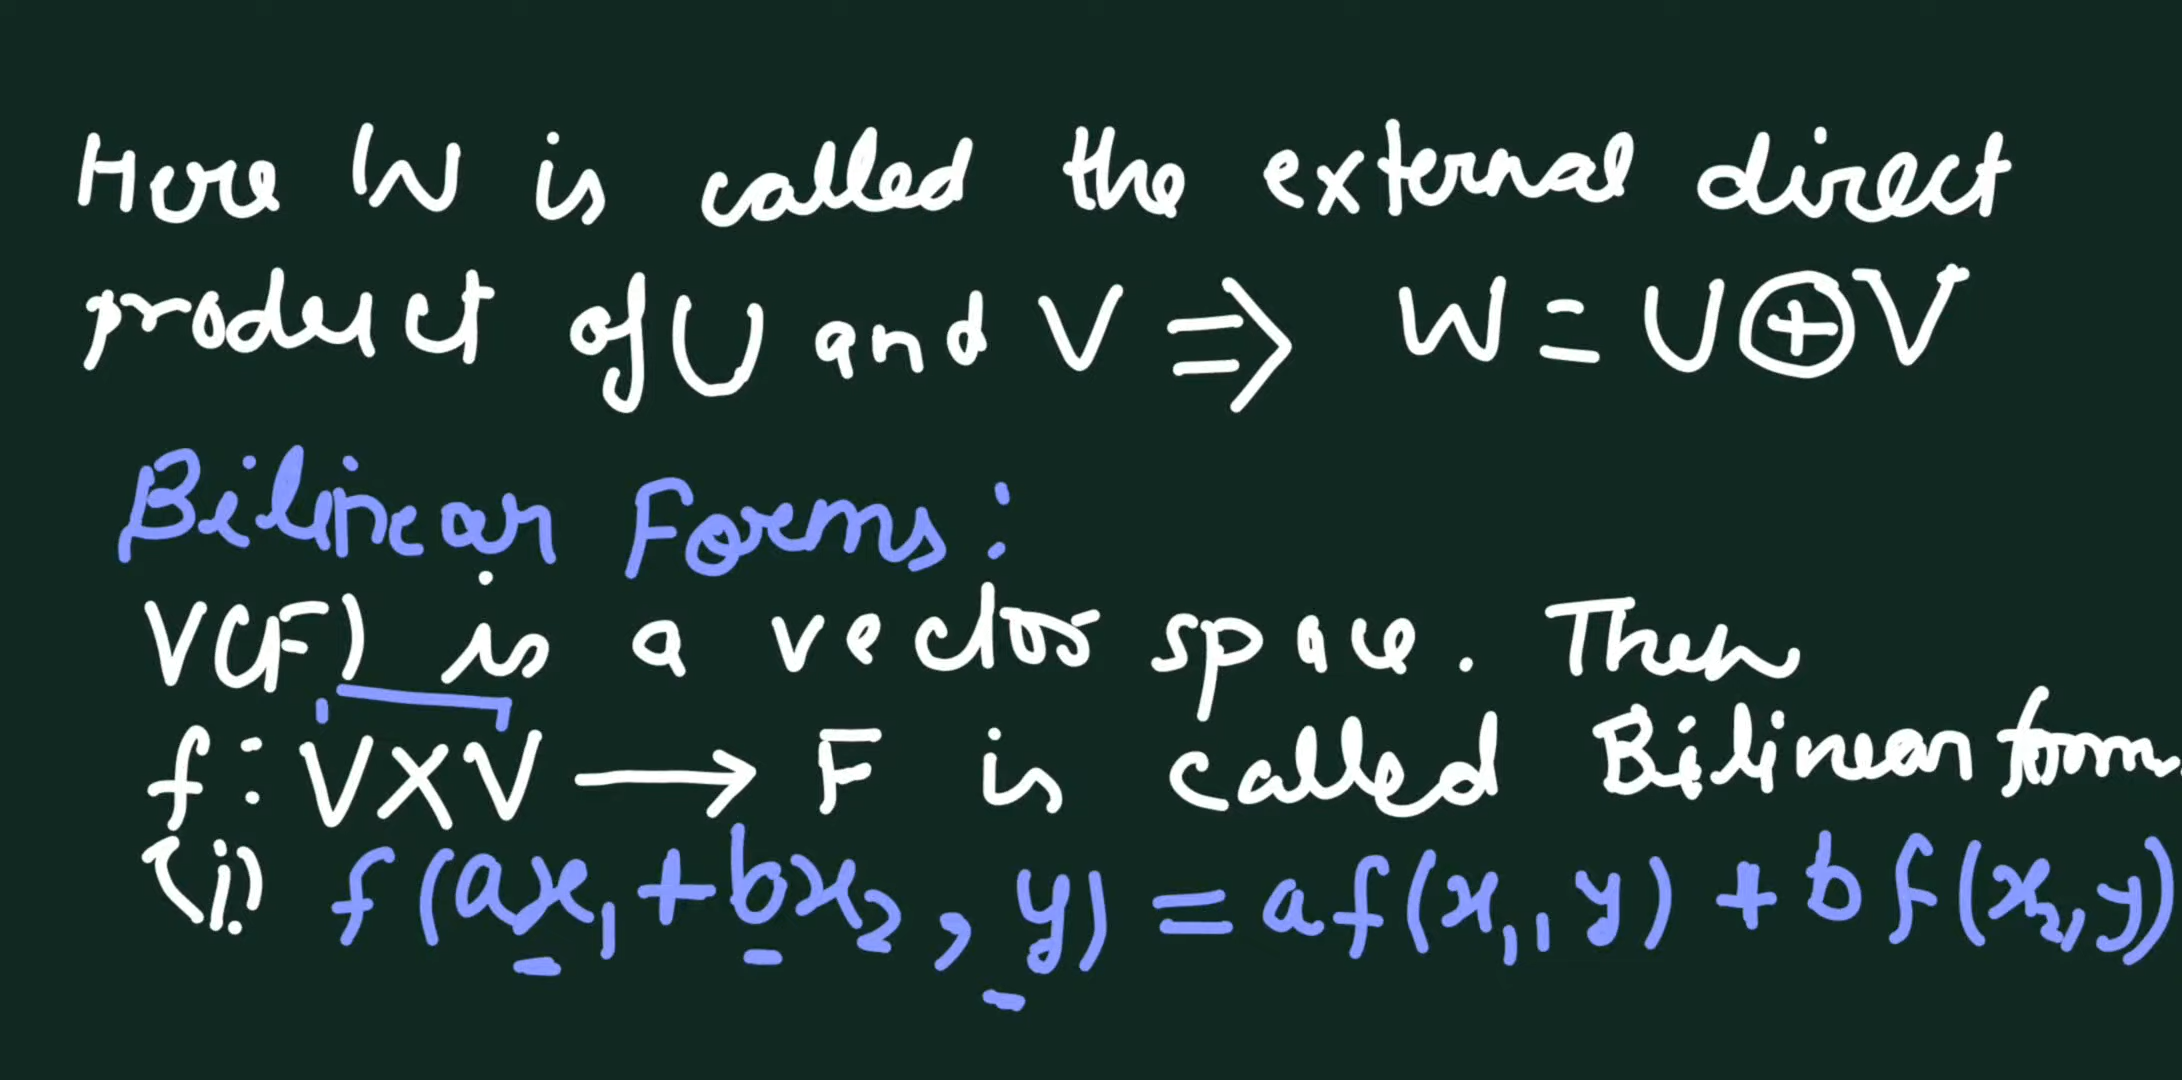 Here W is called the external direct
product of U and V ⇒ W = U ⊕ V
Bilinear Forms:
V(F) is a vector space. Then
f: V X V → F is called Bilinear form
(i) f(ax₁ + bx₂, y) = af(x₁, y) + bf(x₂, y)